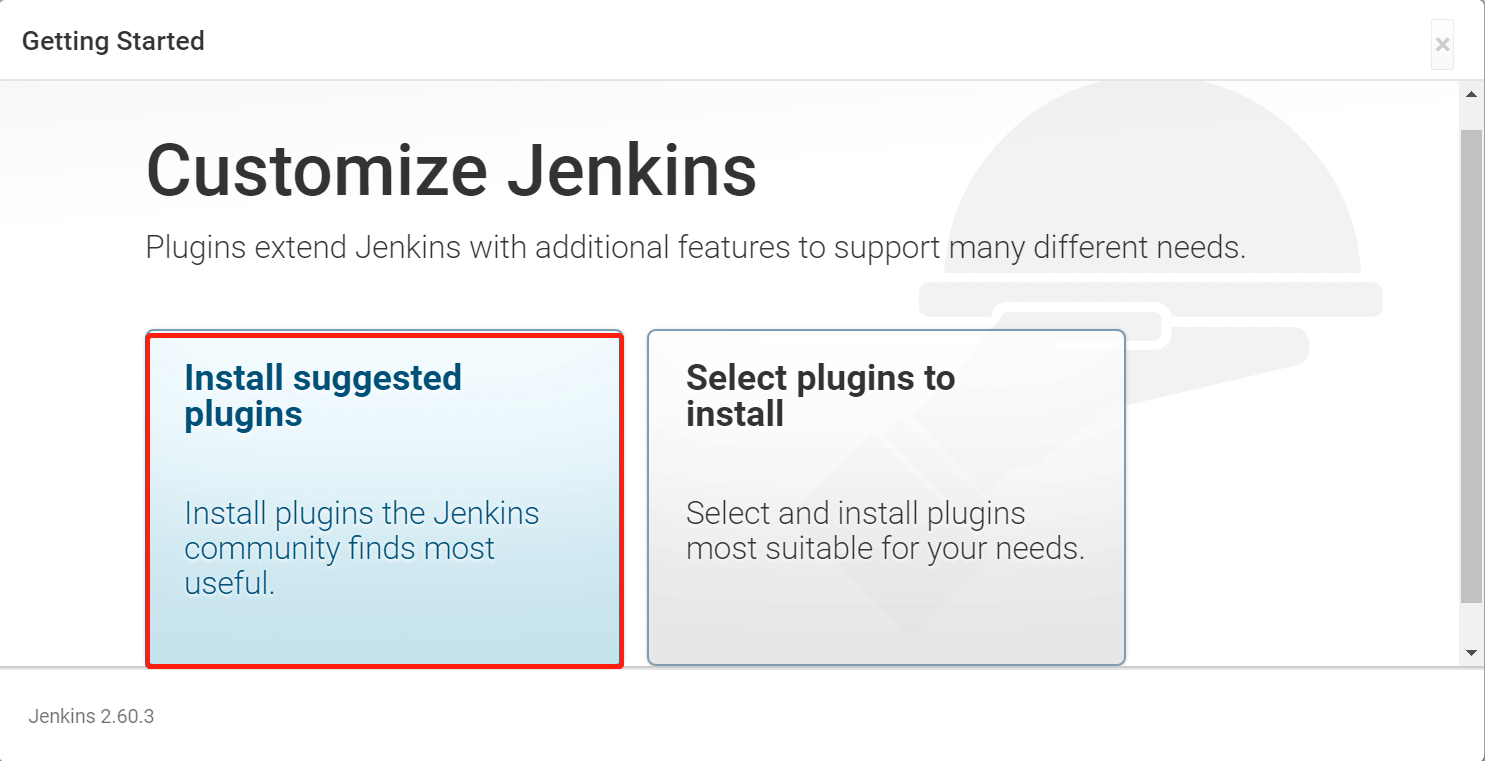 Getting Started
×
Customize Jenkins
Plugins extend Jenkins with additional features to support many different needs.
Install suggested
plugins
Install plugins the Jenkins
community finds most
useful.
Select plugins to
install
Select and install plugins
most suitable for your needs.
Jenkins 2.60.3